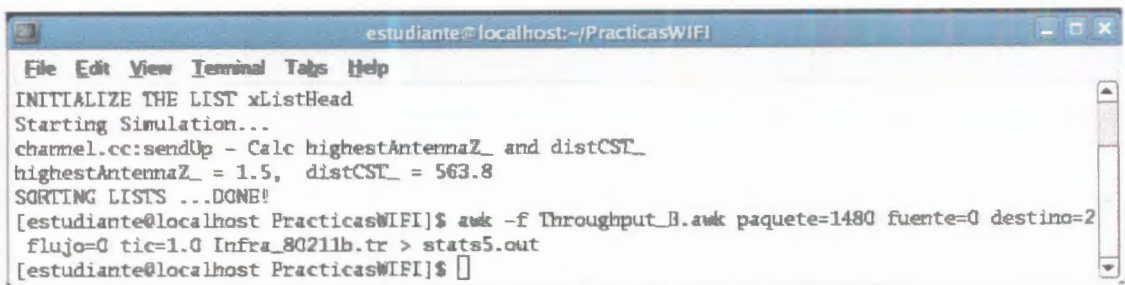 estudiante@localhost:~/PracticasWIFI
File Edit View Terminal Tabs Help
INITIALIZE THE LIST xListHead
Starting Simulation...
channel.cc:sendUp - Calc highestAntennaZ_ and distCST_
highestAntennaZ_ = 1.5,  distCST_ = 563.8
SORTING LISTS ...DONE!
[estudiante@localhost PracticasWIFI]$ awk -f Throughput_B.awk paquete=1480 fuente=0 destino=2
flujo=0 tic=1.0 Infra_80211b.tr > stats5.out
[estudiante@localhost PracticasWIFI]$